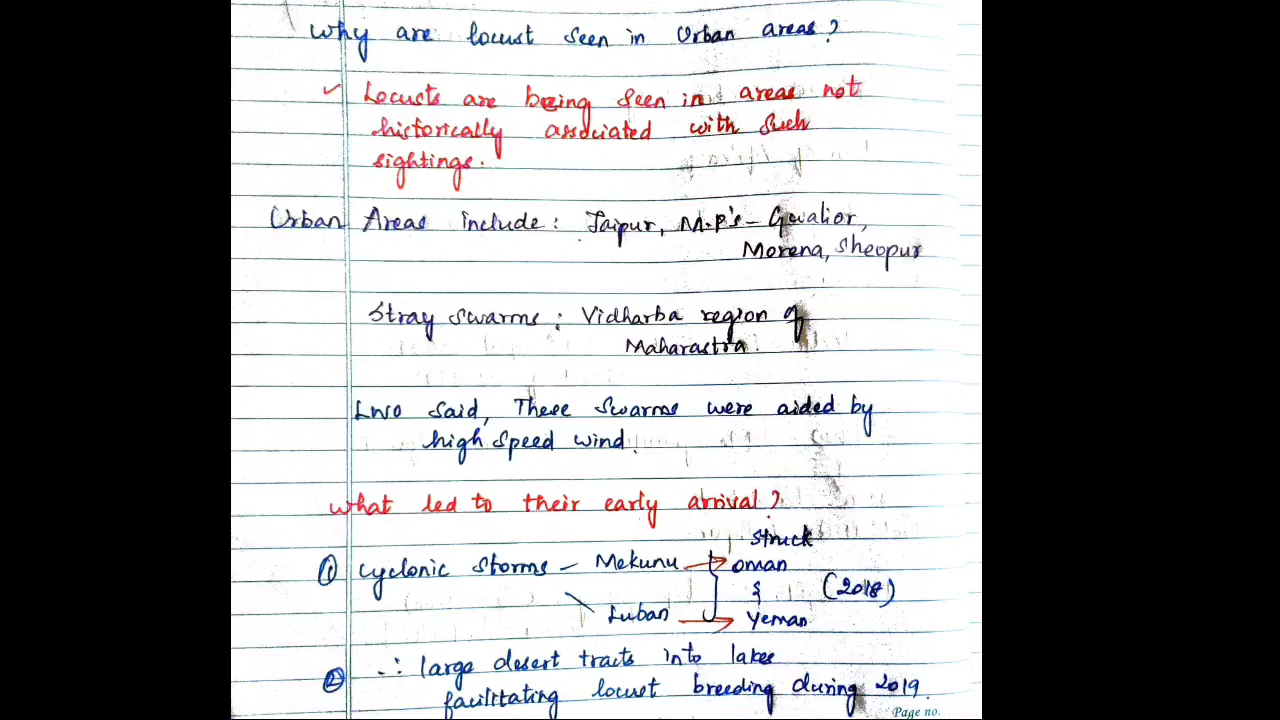 Why are locust seen in Urban areas?
✓ Locusts are being seen in areas not
historically associated with such
sightings.
Urban Areas include: Jaipur, M.P's - Gwalior,
Morena, Sheopur
Stray Swarms: Vidharba region of
Maharastra.
LWO Said, These Swarms were aided by
high speed wind.
What led to their early arrival?
struck
① Cyclonic Storms - Mekunu → oman
& (2018)
Luban → Yeman
② ∴ large desert tracts into lakes
facilitating locust breeding during 2019.
Page no.